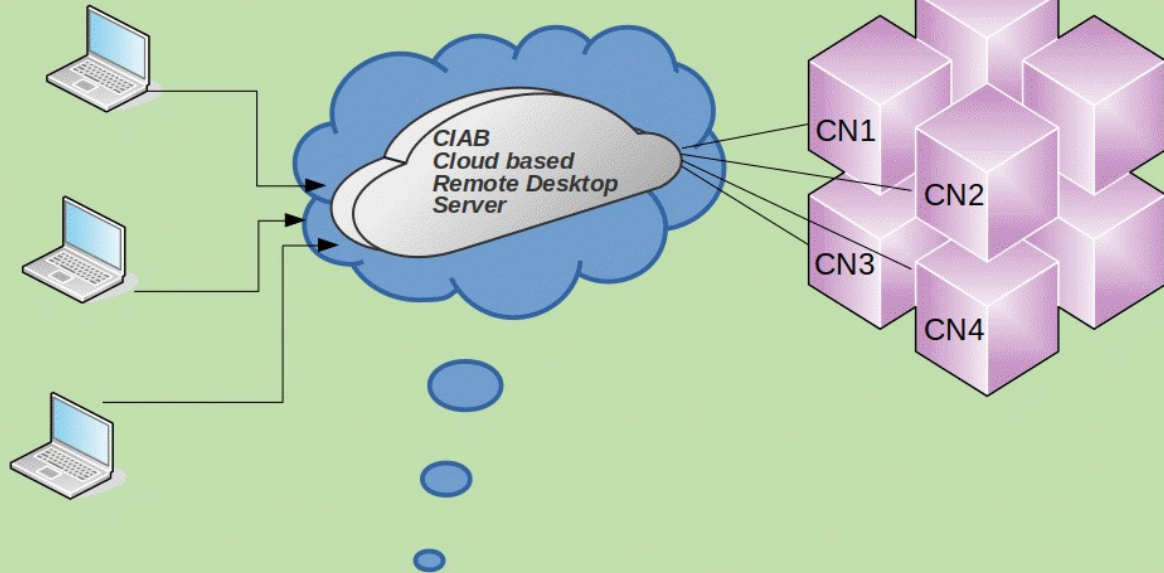 CIAB
Cloud based
Remote Desktop
Server
CN1
CN2
CN3
CN4